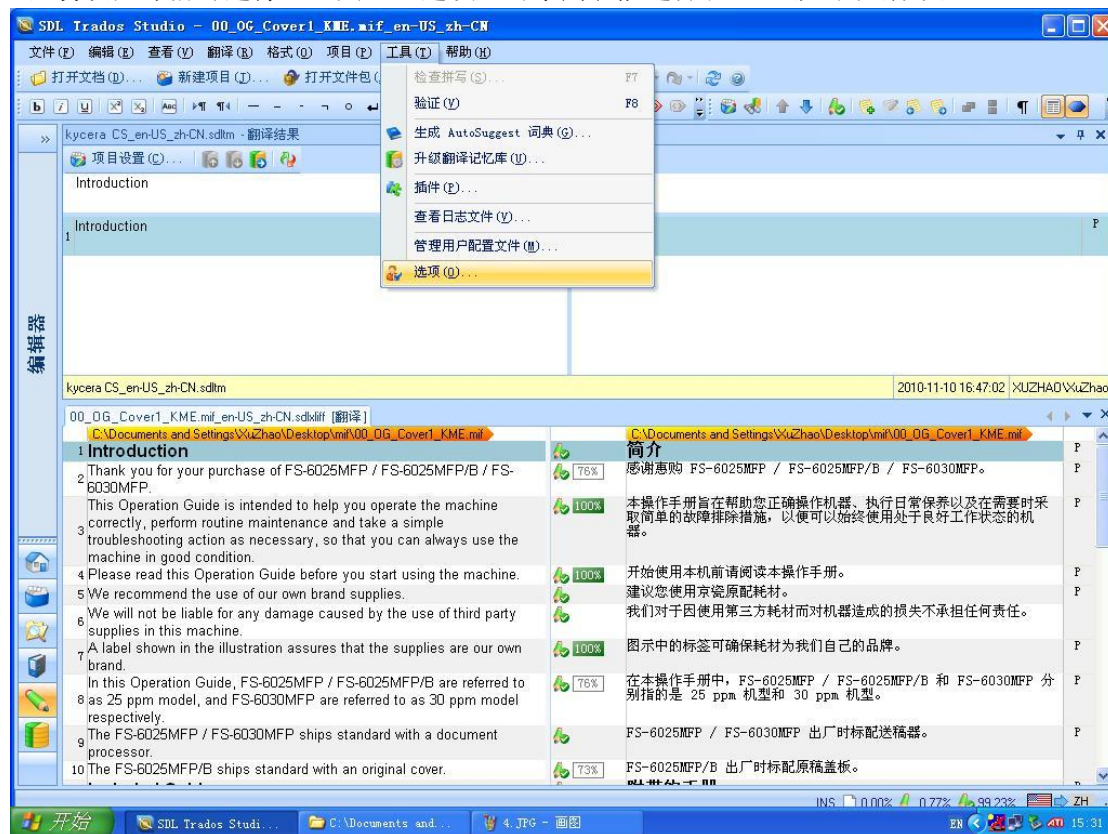 SDL Trados Studio - 00_OG_Cover1_KME.mif_en-US_zh-CN
文件(F) 编辑(E) 查看(V) 翻译(R) 格式(O) 项目(P) 工具(T) 帮助(H)
打开文档(D)... 新建项目(J)... 打开文件包(
检查拼写(S)... F7
验证(V) F8
生成 AutoSuggest 词典(G)...
升级翻译记忆库(U)...
插件(P)...
查看日志文件(Y)...
管理用户配置文件(M)...
选项(O)...
kycera CS_en-US_zh-CN.sdltm - 翻译结果
项目设置(C)...
Introduction
1 Introduction P
编辑器
kycera CS_en-US_zh-CN.sdltm 2010-11-10 16:47:02 XUZHAO\XuZhao
00_OG_Cover1_KME.mif_en-US_zh-CN.sdlxliff [翻译]
C:\Documents and Settings\XuZhao\Desktop\mif\00_OG_Cover1_KME.mif C:\Documents and Settings\XuZhao\Desktop\mif\00_OG_Cover1_KME.mif
1 Introduction 简介 P
2 Thank you for your purchase of FS-6025MFP / FS-6025MFP/B / FS-
6030MFP.
76% 感谢惠购 FS-6025MFP / FS-6025MFP/B / FS-6030MFP。 P
3 This Operation Guide is intended to help you operate the machine
correctly, perform routine maintenance and take a simple
troubleshooting action as necessary, so that you can always use the
machine in good condition.
100% 本操作手册旨在帮助您正确操作机器、执行日常保养以及在需要时采
取简单的故障排除措施，以便可以始终使用处于良好工作状态的机
器。 P
4 Please read this Operation Guide before you start using the machine. 100% 开始使用本机前请阅读本操作手册。 P
5 We recommend the use of our own brand supplies. 建议您使用京瓷原配耗材。 P
6 We will not be liable for any damage caused by the use of third party
supplies in this machine.
我们对于因使用第三方耗材而对机器造成的损失不承担任何责任。
7 A label shown in the illustration assures that the supplies are our own
brand.
100% 图示中的标签可确保耗材为我们自己的品牌。 P
8 In this Operation Guide, FS-6025MFP / FS-6025MFP/B are referred to
as 25 ppm model, and FS-6030MFP are referred to as 30 ppm model
respectively.
76% 在本操作手册中，FS-6025MFP / FS-6025MFP/B 和 FS-6030MFP 分
别指的是 25 ppm 机型和 30 ppm 机型。 P
9 The FS-6025MFP / FS-6030MFP ships standard with a document
processor.
FS-6025MFP / FS-6030MFP 出厂时标配送稿器。 P
10 The FS-6025MFP/B ships standard with an original cover. 73% FS-6025MFP/B 出厂时标配原稿盖板。 P
INS 0.00% 0.77% 99.23% ZH
开始 SDL Trados Studi... C:\Documents and... 4.JPG - 画图 EN 15:31